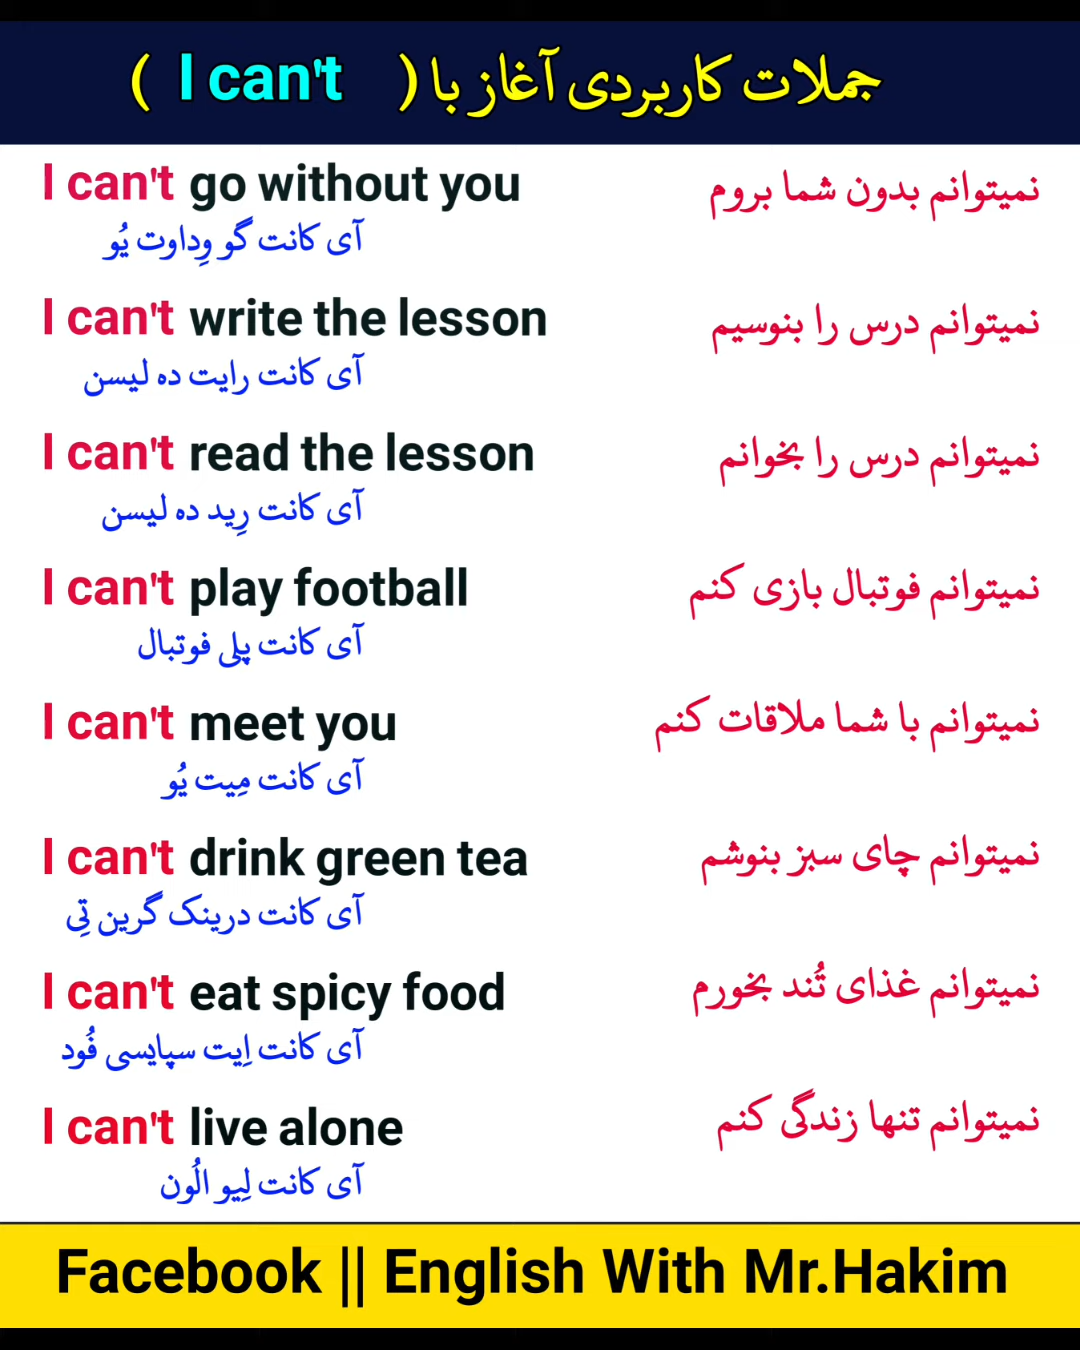 جملات کاربردی آغاز با ( I can't )
I can't go without you
نمیتوانم بدون شما بروم
آی کانت گو وِداوت یُو
I can't write the lesson
نمیتوانم درس را بنوسیم
آی کانت رایت ده لیسن
I can't read the lesson
نمیتوانم درس را بخوانم
آی کانت رِید ده لیسن
I can't play football
نمیتوانم فوتبال بازی کنم
آی کانت پلی فوتبال
I can't meet you
نمیتوانم با شما ملاقات کنم
آی کانت مِیت یُو
I can't drink green tea
نمیتوانم چای سبز بنوشم
آی کانت درینک گرین تِی
I can't eat spicy food
نمیتوانم غذای تُند بخورم
آی کانت اِیت سپایسی فُود
I can't live alone
نمیتوانم تنها زندگی کنم
آی کانت لِیو الُون
Facebook || English With Mr.Hakim